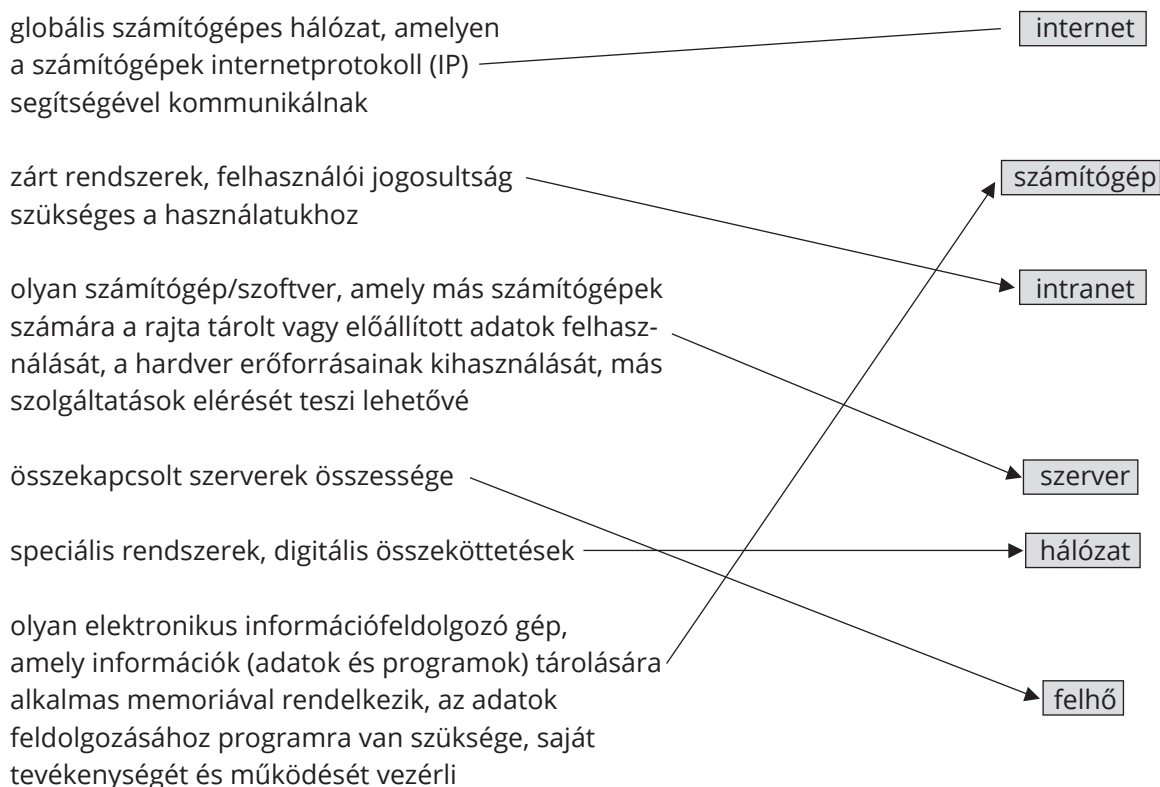 globális számítógépes hálózat, amelyen
a számítógépek internetprotokoll (IP)
segítségével kommunikálnak
internet
zárt rendszerek, felhasználói jogosultság
szükséges a használatukhoz
számítógép
olyan számítógép/szoftver, amely más számítógépek
számára a rajta tárolt vagy előállított adatok felhasz-
nálását, a hardver erőforrásainak kihasználását, más
szolgáltatások elérését teszi lehetővé
intranet
összekapcsolt szerverek összessége
szerver
speciális rendszerek, digitális összeköttetések
hálózat
olyan elektronikus információfeldolgozó gép,
amely információk (adatok és programok) tárolására
alkalmas memoriával rendelkezik, az adatok
feldolgozásához programra van szüksége, saját
tevékenységét és működését vezérli
felhő